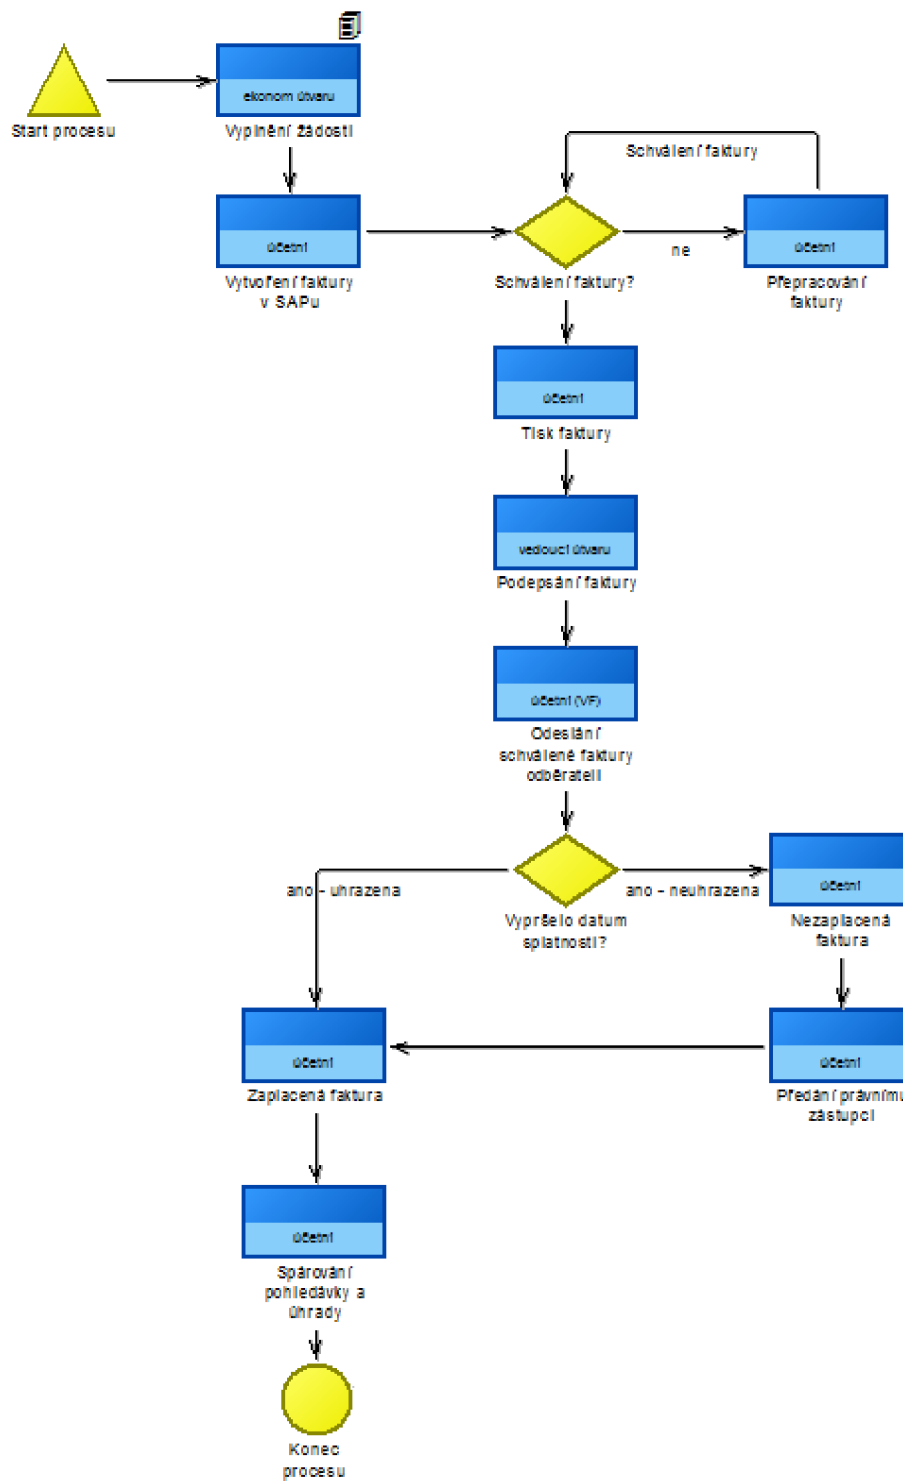 ekonom útvaru
Start procesu
Vyplnění žádosti
Schválení faktury
účetní
ne
účetní
Vytvoření faktury
v SAPu
Schválení faktury?
Přepracování
faktury
účetní
Tisk faktury
vedoucí útvaru
Podepsání faktury
účetní (VF)
Odeslání
schválené faktury
odběrateli
ano - uhrazena
ano - neuhrazena
účetní
Vypršelo datum
splatnosti?
Nezaplacená
faktura
účetní
účetní
Zaplacená faktura
Předání právnímu
zástupci
účetní
Spárování
pohledávky a
úhrady
Konec
procesu